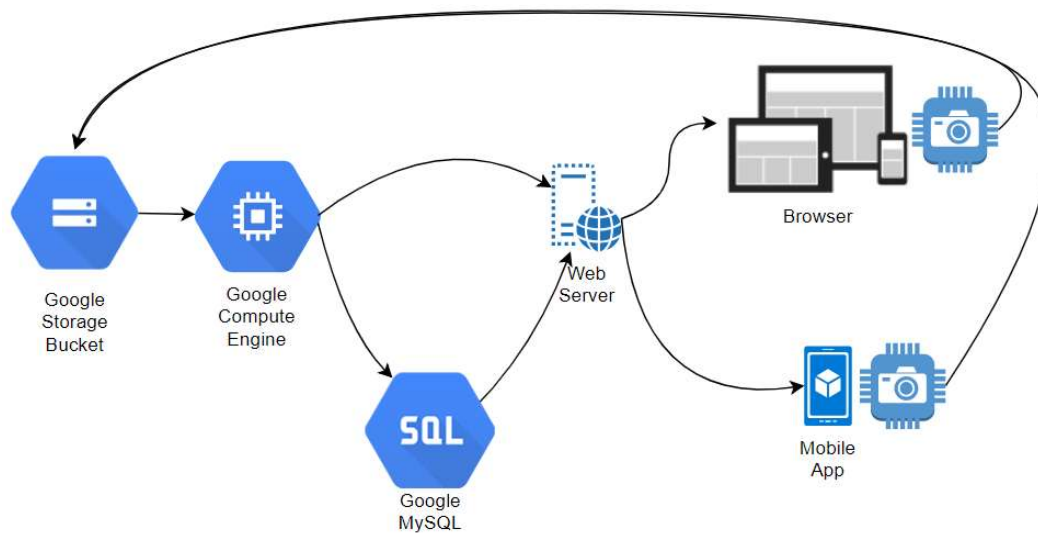 Browser
Google
Storage
Bucket
Google
Compute
Engine
Web
Server
SQL
Google
MySQL
Mobile
App